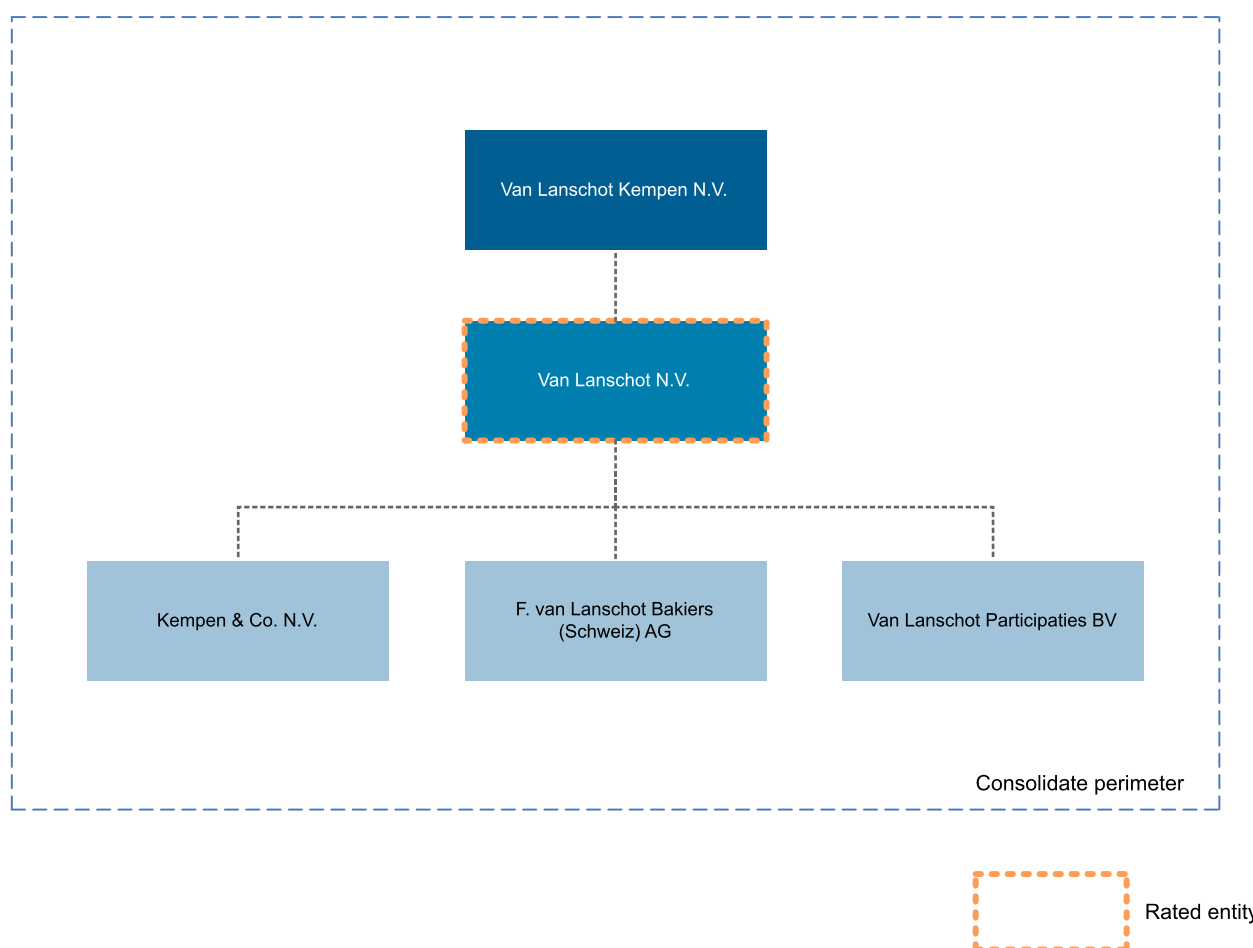 Van Lanschot Kempen N.V.
Van Lanschot N.V.
Kempen & Co. N.V.
F. van Lanschot Bakiers
(Schweiz) AG
Van Lanschot Participaties BV
Consolidate perimeter
Rated entity